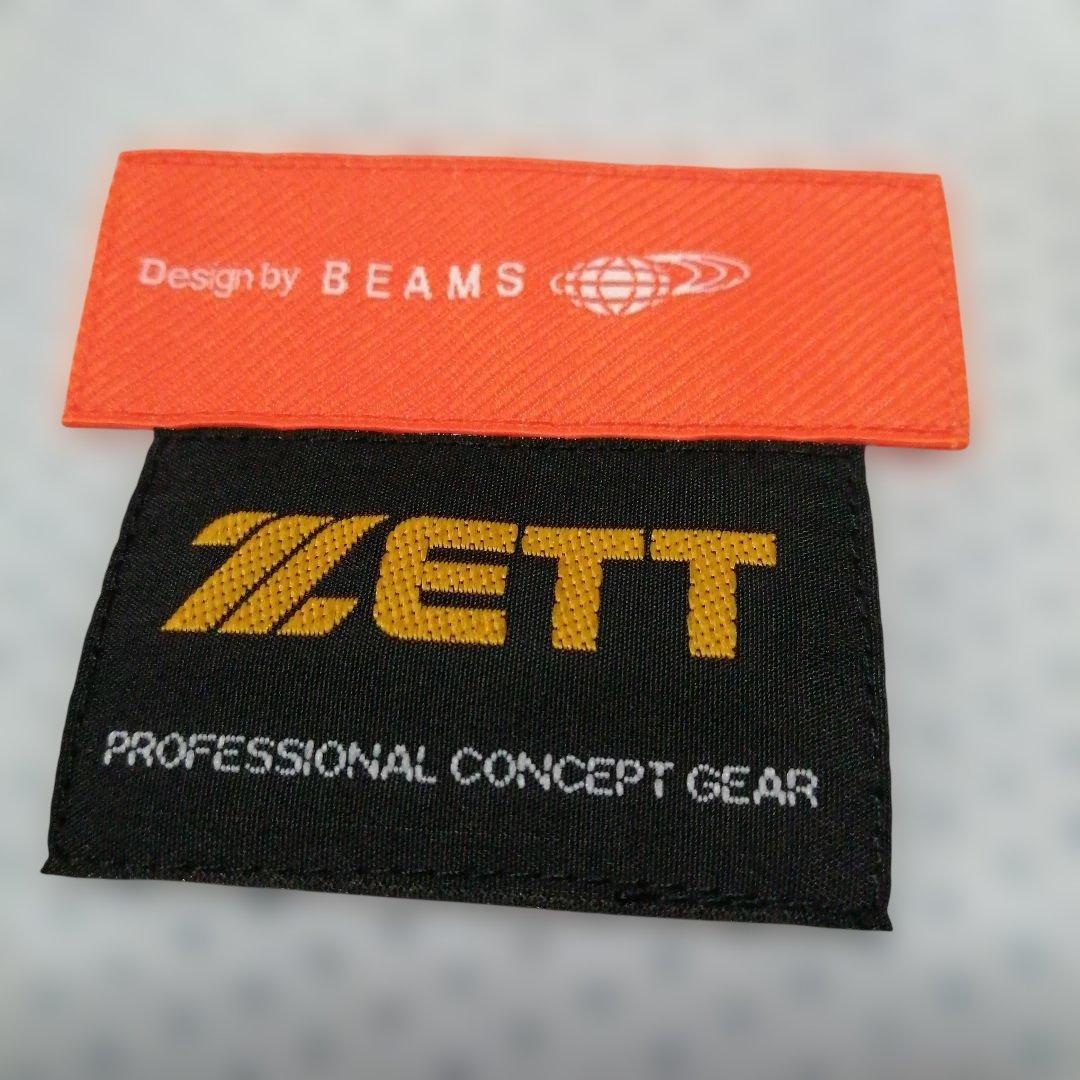 Design by BEAMS
ZETT
PROFESSIONAL CONCEPT GEAR